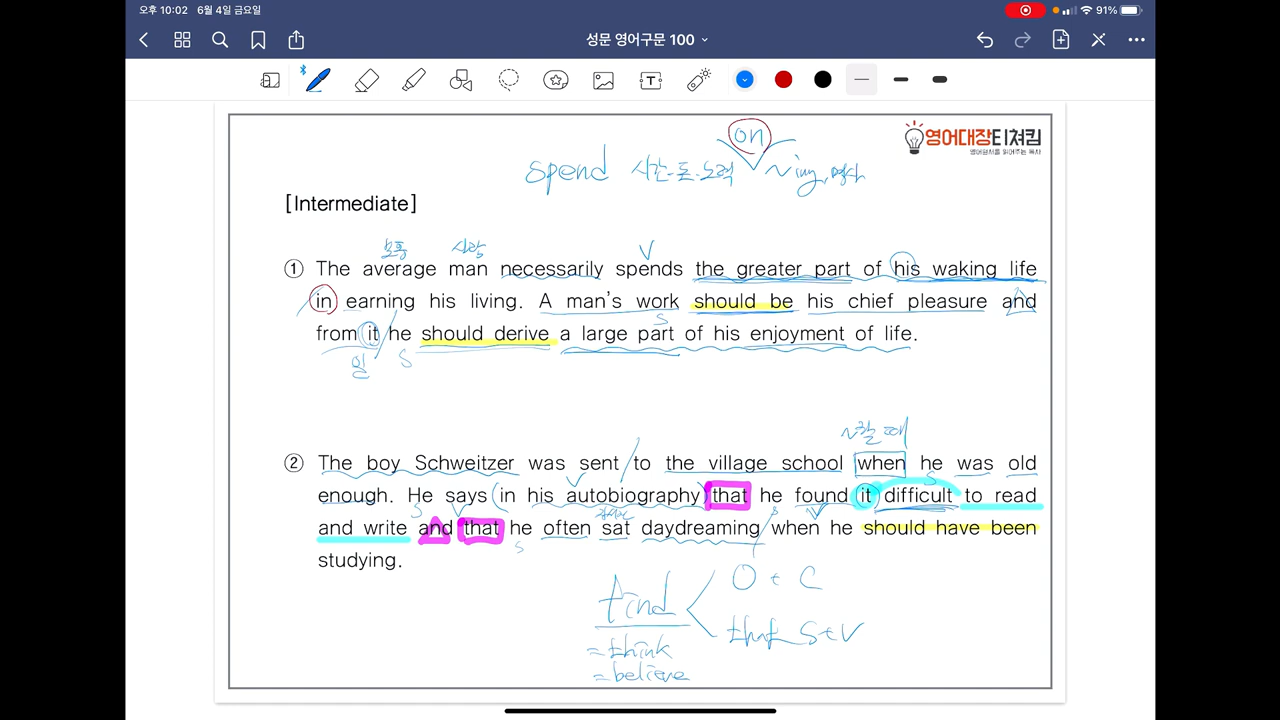 오후 10:02 6월 4일 금요일
91%
성문 영어구문 100
on
영어대장티쳐킴
spend 시간·돈·노력 ~ing, 명사
[Intermediate]
보통 사람 V
① The average man necessarily spends the greater part of his waking life
in earning his living. A man's work should be his chief pleasure and
S
from it he should derive a large part of his enjoyment of life.
일 S
~할 때
② The boy Schweitzer was sent to the village school when he was old
S
enough. He says (in his autobiography) that he found it difficult to read
S V
and write and that he often sat daydreaming when he should have been
S
studying.
find
O + C
that S+V
= think
= believe